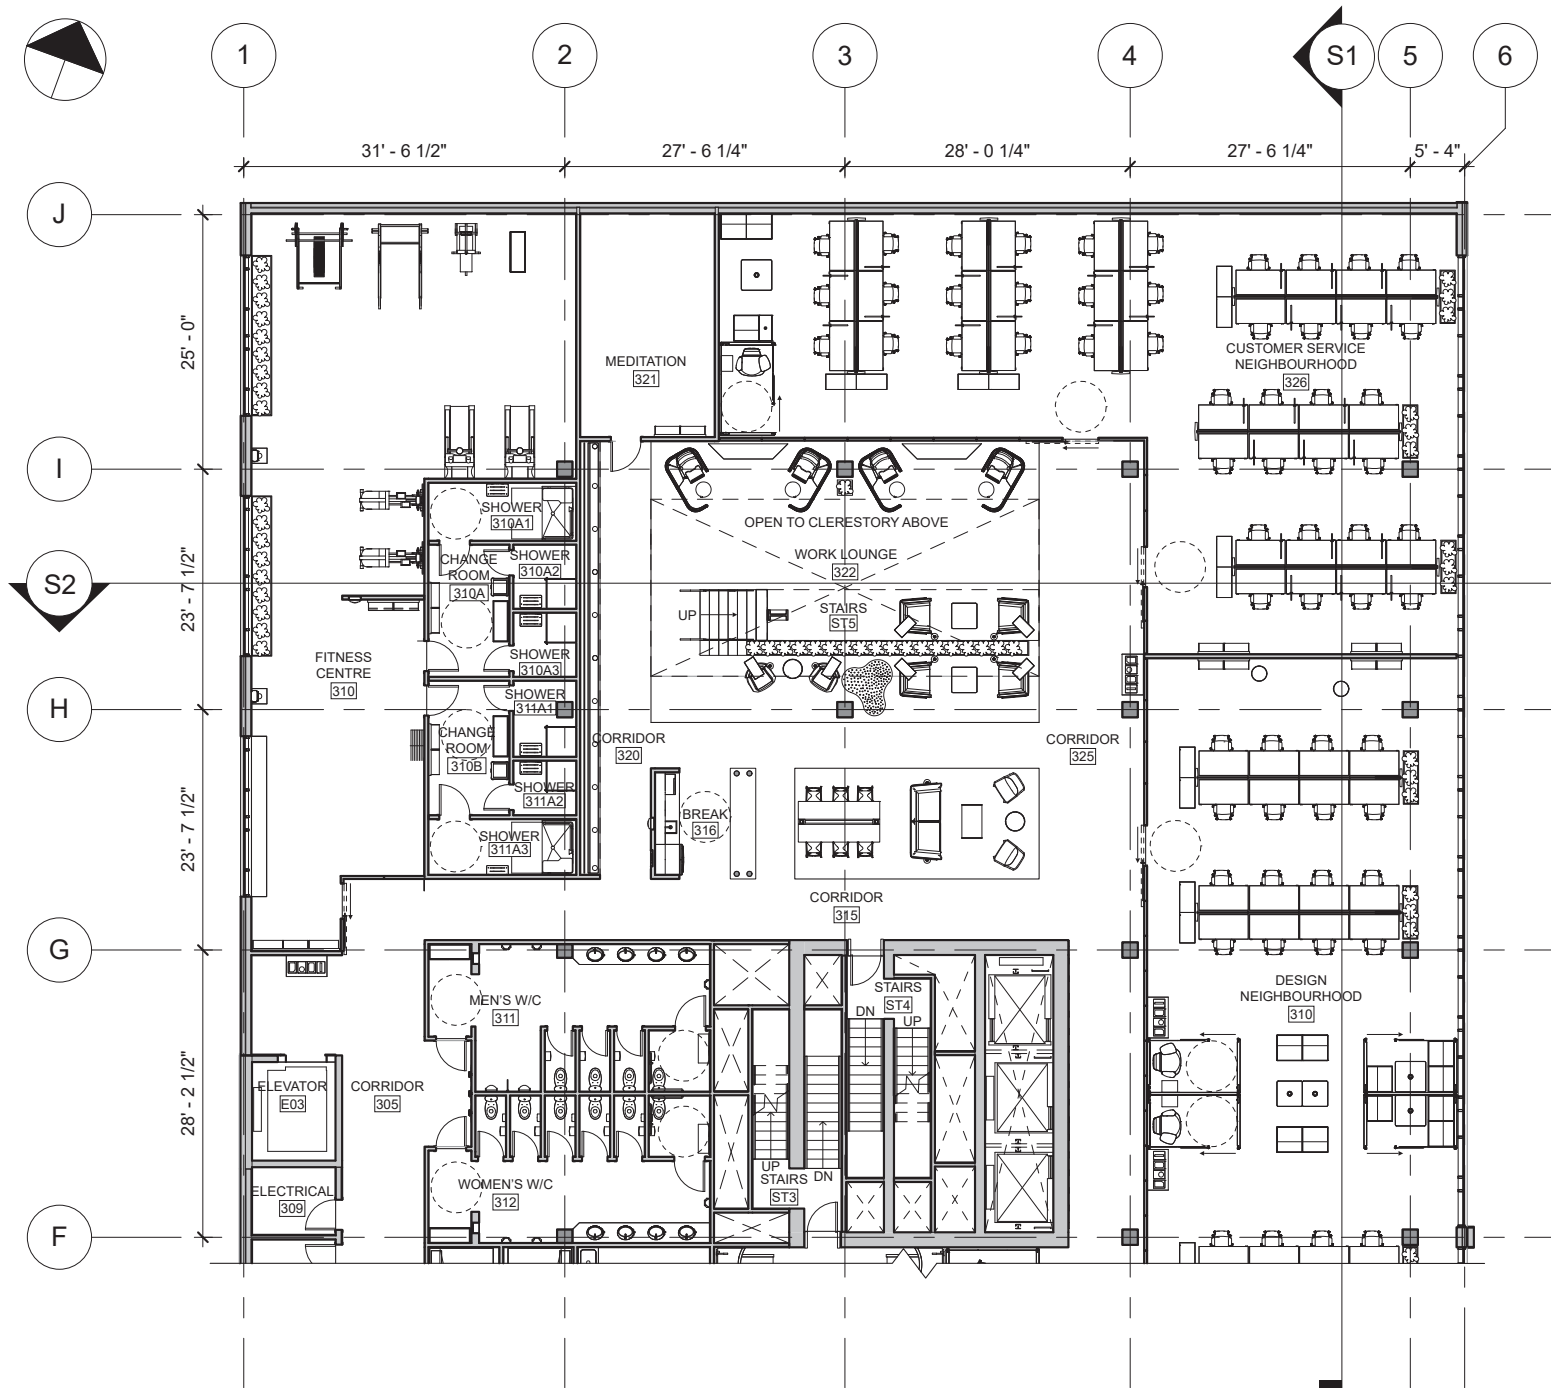 1
2
3
4
S1
5
6
31' - 6 1/2"
27' - 6 1/4"
28' - 0 1/4"
27' - 6 1/4"
5' - 4"
J
25' - 0"
MEDITATION
321
CUSTOMER SERVICE
NEIGHBOURHOOD
326
I
SHOWER
310A1
OPEN TO CLERESTORY ABOVE
CHANGE
ROOM
310A
SHOWER
310A2
WORK LOUNGE
322
S2
23' - 7 1/2"
UP
STAIRS
ST5
FITNESS
CENTRE
310
SHOWER
310A3
SHOWER
311A1
H
CHANGE
ROOM
310B
CORRIDOR
320
CORRIDOR
325
SHOWER
311A2
BREAK
316
23' - 7 1/2"
SHOWER
311A3
CORRIDOR
315
G
MEN'S W/C
311
STAIRS
ST4
DN
UP
DESIGN
NEIGHBOURHOOD
310
28' - 2 1/2"
ELEVATOR
E03
CORRIDOR
305
UP
DN
STAIRS
ST3
ELECTRICAL
309
WOMEN'S W/C
312
F